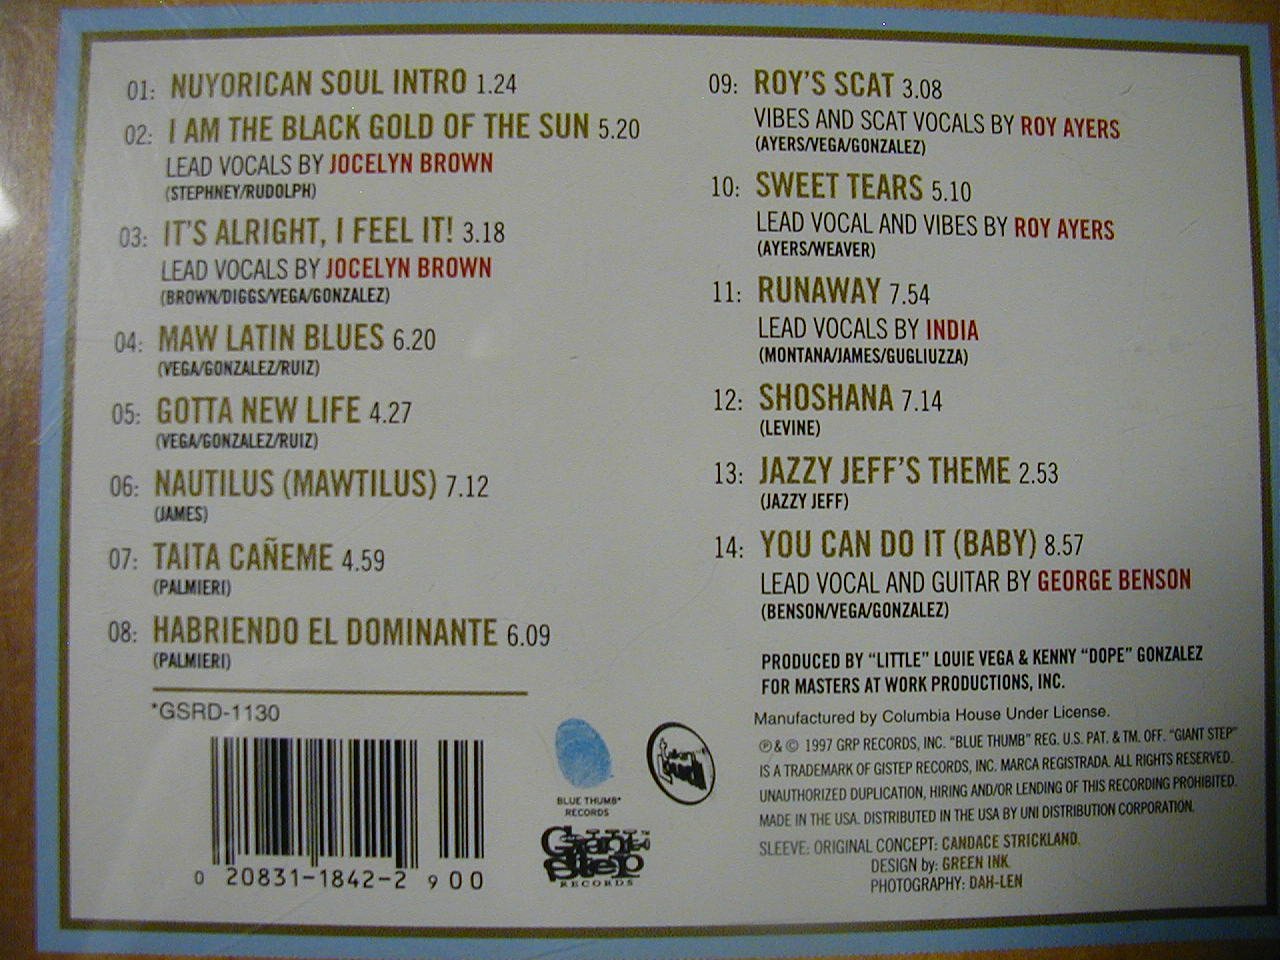 01: NUYORICAN SOUL INTRO 1.24
02: I AM THE BLACK GOLD OF THE SUN 5.20
LEAD VOCALS BY JOCELYN BROWN
(STEPHNEY/RUDOLPH)
03: IT'S ALRIGHT, I FEEL IT! 3.18
LEAD VOCALS BY JOCELYN BROWN
(BROWN/DIGGS/VEGA/GONZALEZ)
04: MAW LATIN BLUES 6.20
(VEGA/GONZALEZ/RUIZ)
05: GOTTA NEW LIFE 4.27
(VEGA/GONZALEZ/RUIZ)
06: NAUTILUS (MAWTILUS) 7.12
(JAMES)
07: TAITA CAÑEME 4.59
(PALMIERI)
08: HABRIENDO EL DOMINANTE 6.09
(PALMIERI)
*GSRD-1130
0 20831-1842-2 9 00
BLUE THUMB*
RECORDS
Giant Step
RECORDS
09: ROY'S SCAT 3.08
VIBES AND SCAT VOCALS BY ROY AYERS
(AYERS/VEGA/GONZALEZ)
10: SWEET TEARS 5.10
LEAD VOCAL AND VIBES BY ROY AYERS
(AYERS/WEAVER)
11: RUNAWAY 7.54
LEAD VOCALS BY INDIA
(MONTANA/JAMES/GUGLIUZZA)
12: SHOSHANA 7.14
(LEVINE)
13: JAZZY JEFF'S THEME 2.53
(JAZZY JEFF)
14: YOU CAN DO IT (BABY) 8.57
LEAD VOCAL AND GUITAR BY GEORGE BENSON
(BENSON/VEGA/GONZALEZ)
PRODUCED BY "LITTLE" LOUIE VEGA & KENNY "DOPE" GONZALEZ
FOR MASTERS AT WORK PRODUCTIONS, INC.
Manufactured by Columbia House Under License.
℗ & © 1997 GRP RECORDS, INC. "BLUE THUMB" REG. U.S. PAT. & TM. OFF. "GIANT STEP"
IS A TRADEMARK OF GISTEP RECORDS, INC. MARCA REGISTRADA. ALL RIGHTS RESERVED.
UNAUTHORIZED DUPLICATION, HIRING AND/OR LENDING OF THIS RECORDING PROHIBITED.
MADE IN THE USA. DISTRIBUTED IN THE USA BY UNI DISTRIBUTION CORPORATION.
SLEEVE: ORIGINAL CONCEPT: CANDACE STRICKLAND.
DESIGN by: GREEN INK
PHOTOGRAPHY: DAH-LEN